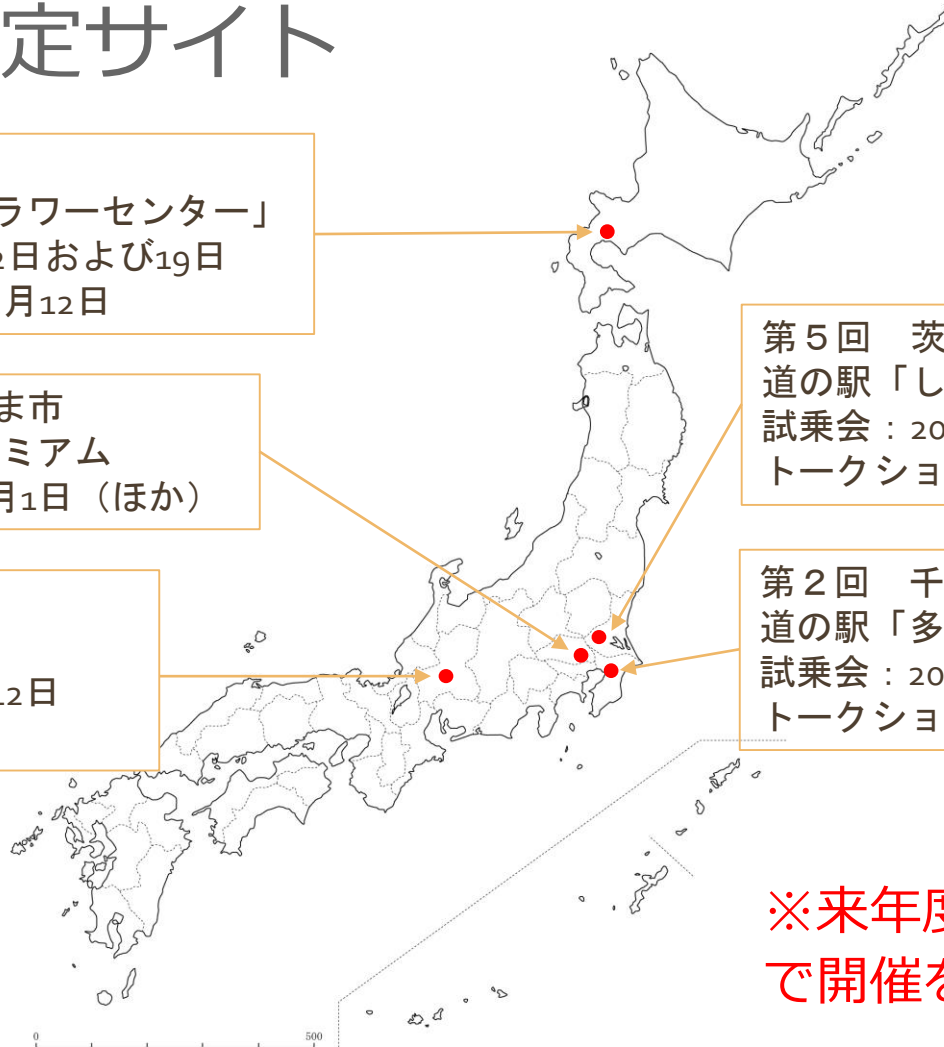 定サイト
ラワーセンター」
2日および19日
月12日
ま市
ミアム
月1日（ほか）
12日
第５回　茨
道の駅「し
試乗会：20
トークショ
第２回　千
道の駅「多
試乗会：20
トークショ
※来年度
で開催を
0
500